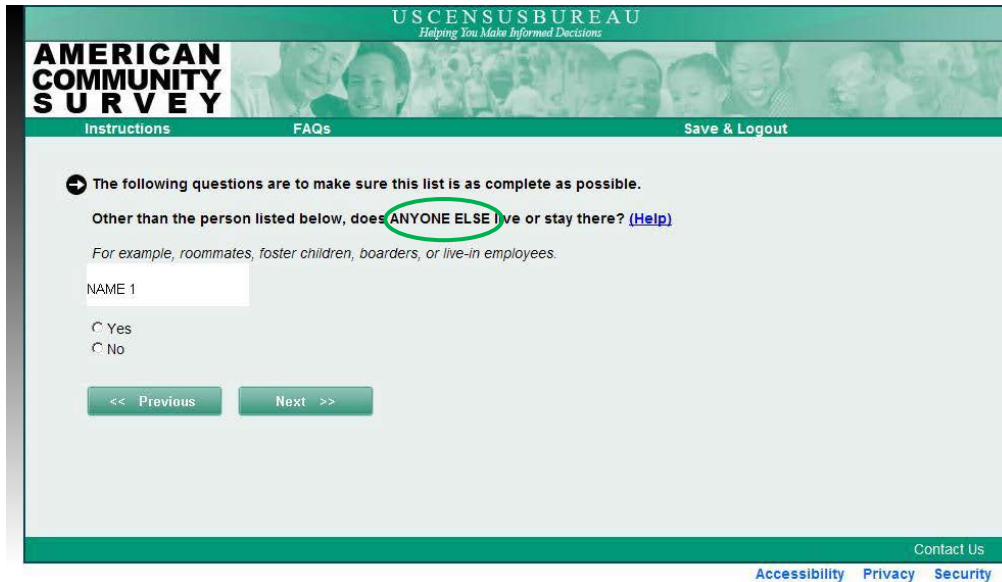 USCENSUSBUREAU
Helping You Make Informed Decisions
AMERICAN
COMMUNITY
SURVEY
Instructions FAQs Save & Logout
The following questions are to make sure this list is as complete as possible.
Other than the person listed below, does ANYONE ELSE live or stay there? (Help)
For example, roommates, foster children, boarders, or live-in employees.
NAME 1
Yes
No
<< Previous Next >>
Contact Us
Accessibility Privacy Security